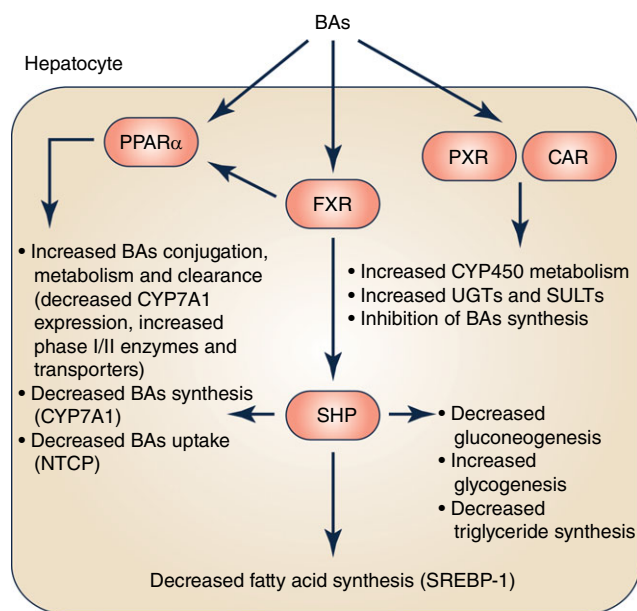 BAs
Hepatocyte
PPARα
PXR
CAR
FXR
• Increased BAs conjugation,
metabolism and clearance
(decreased CYP7A1
expression, increased
phase I/II enzymes and
transporters)
• Decreased BAs synthesis
(CYP7A1)
• Decreased BAs uptake
(NTCP)
• Increased CYP450 metabolism
• Increased UGTs and SULTs
• Inhibition of BAs synthesis
SHP
• Decreased
gluconeogenesis
• Increased
glycogenesis
• Decreased
triglyceride synthesis
Decreased fatty acid synthesis (SREBP-1)